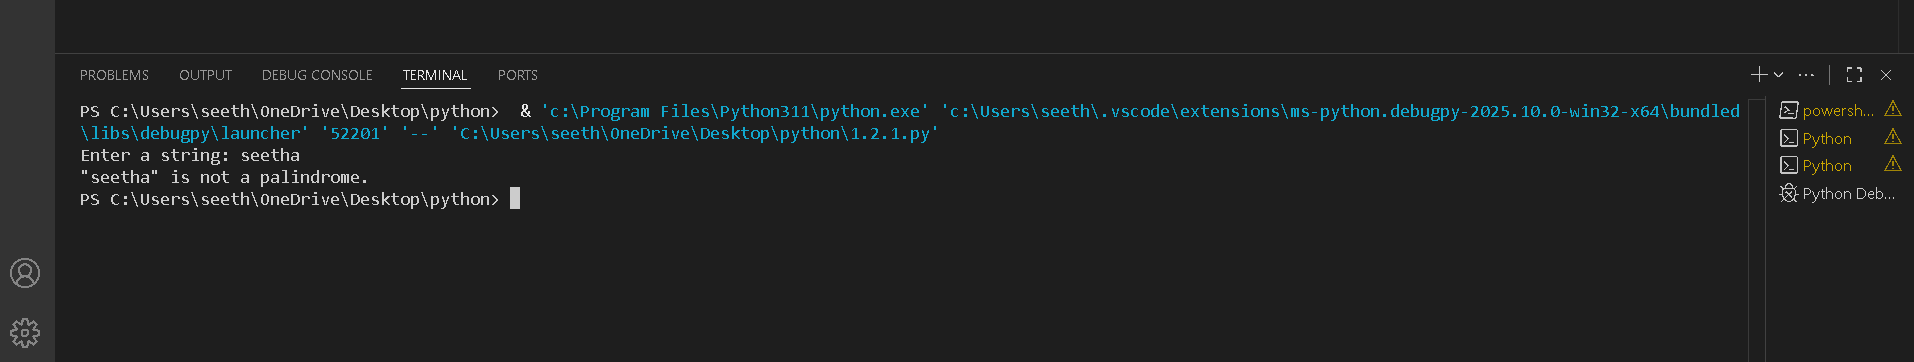 PROBLEMS OUTPUT DEBUG CONSOLE TERMINAL PORTS
PS C:\Users\seeth\OneDrive\Desktop\python>  & 'c:\Program Files\Python311\python.exe' 'c:\Users\seeth\.vscode\extensions\ms-python.debugpy-2025.10.0-win32-x64\bundled
\libs\debugpy\launcher' '52201' '--' 'C:\Users\seeth\OneDrive\Desktop\python\1.2.1.py'
Enter a string: seetha
"seetha" is not a palindrome.
PS C:\Users\seeth\OneDrive\Desktop\python>
powersh...
Python
Python
Python Deb...